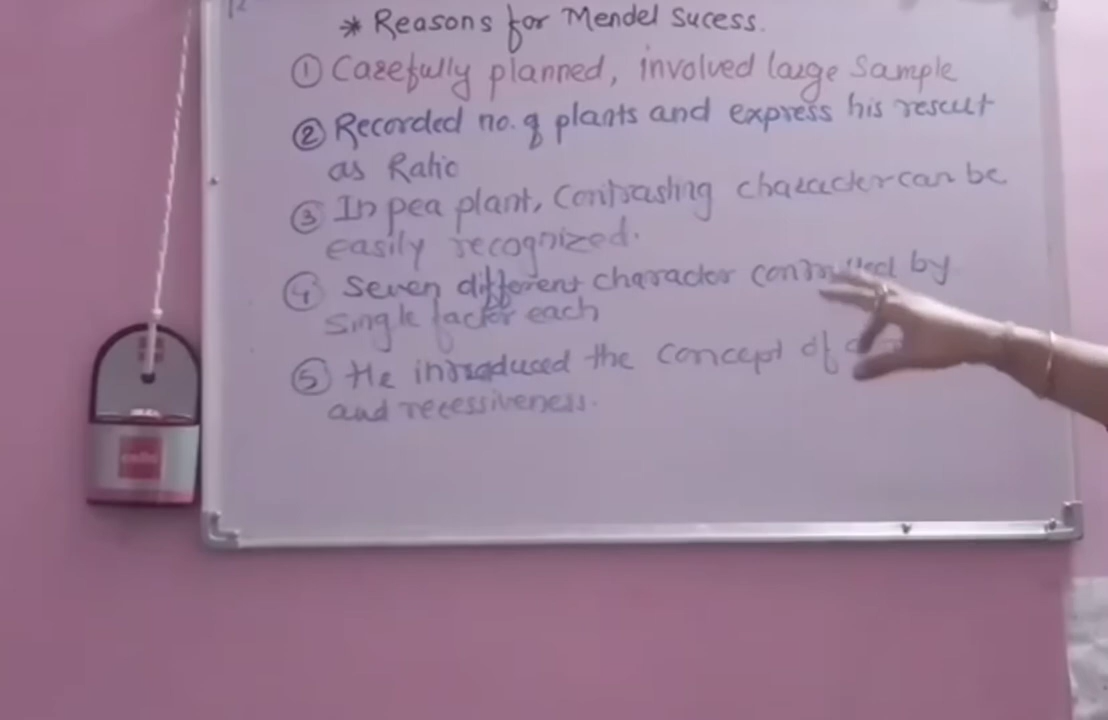 * Reasons for Mendel Sucess.
① Carefully planned, involved large Sample
② Recorded no. of plants and express his result
as Ratio
③ In pea plant, Contrasting character can be
easily recognized.
④ Seven different character controlled by
Single factor each
⑤ He introduced the concept of
and recessiveness.
cello